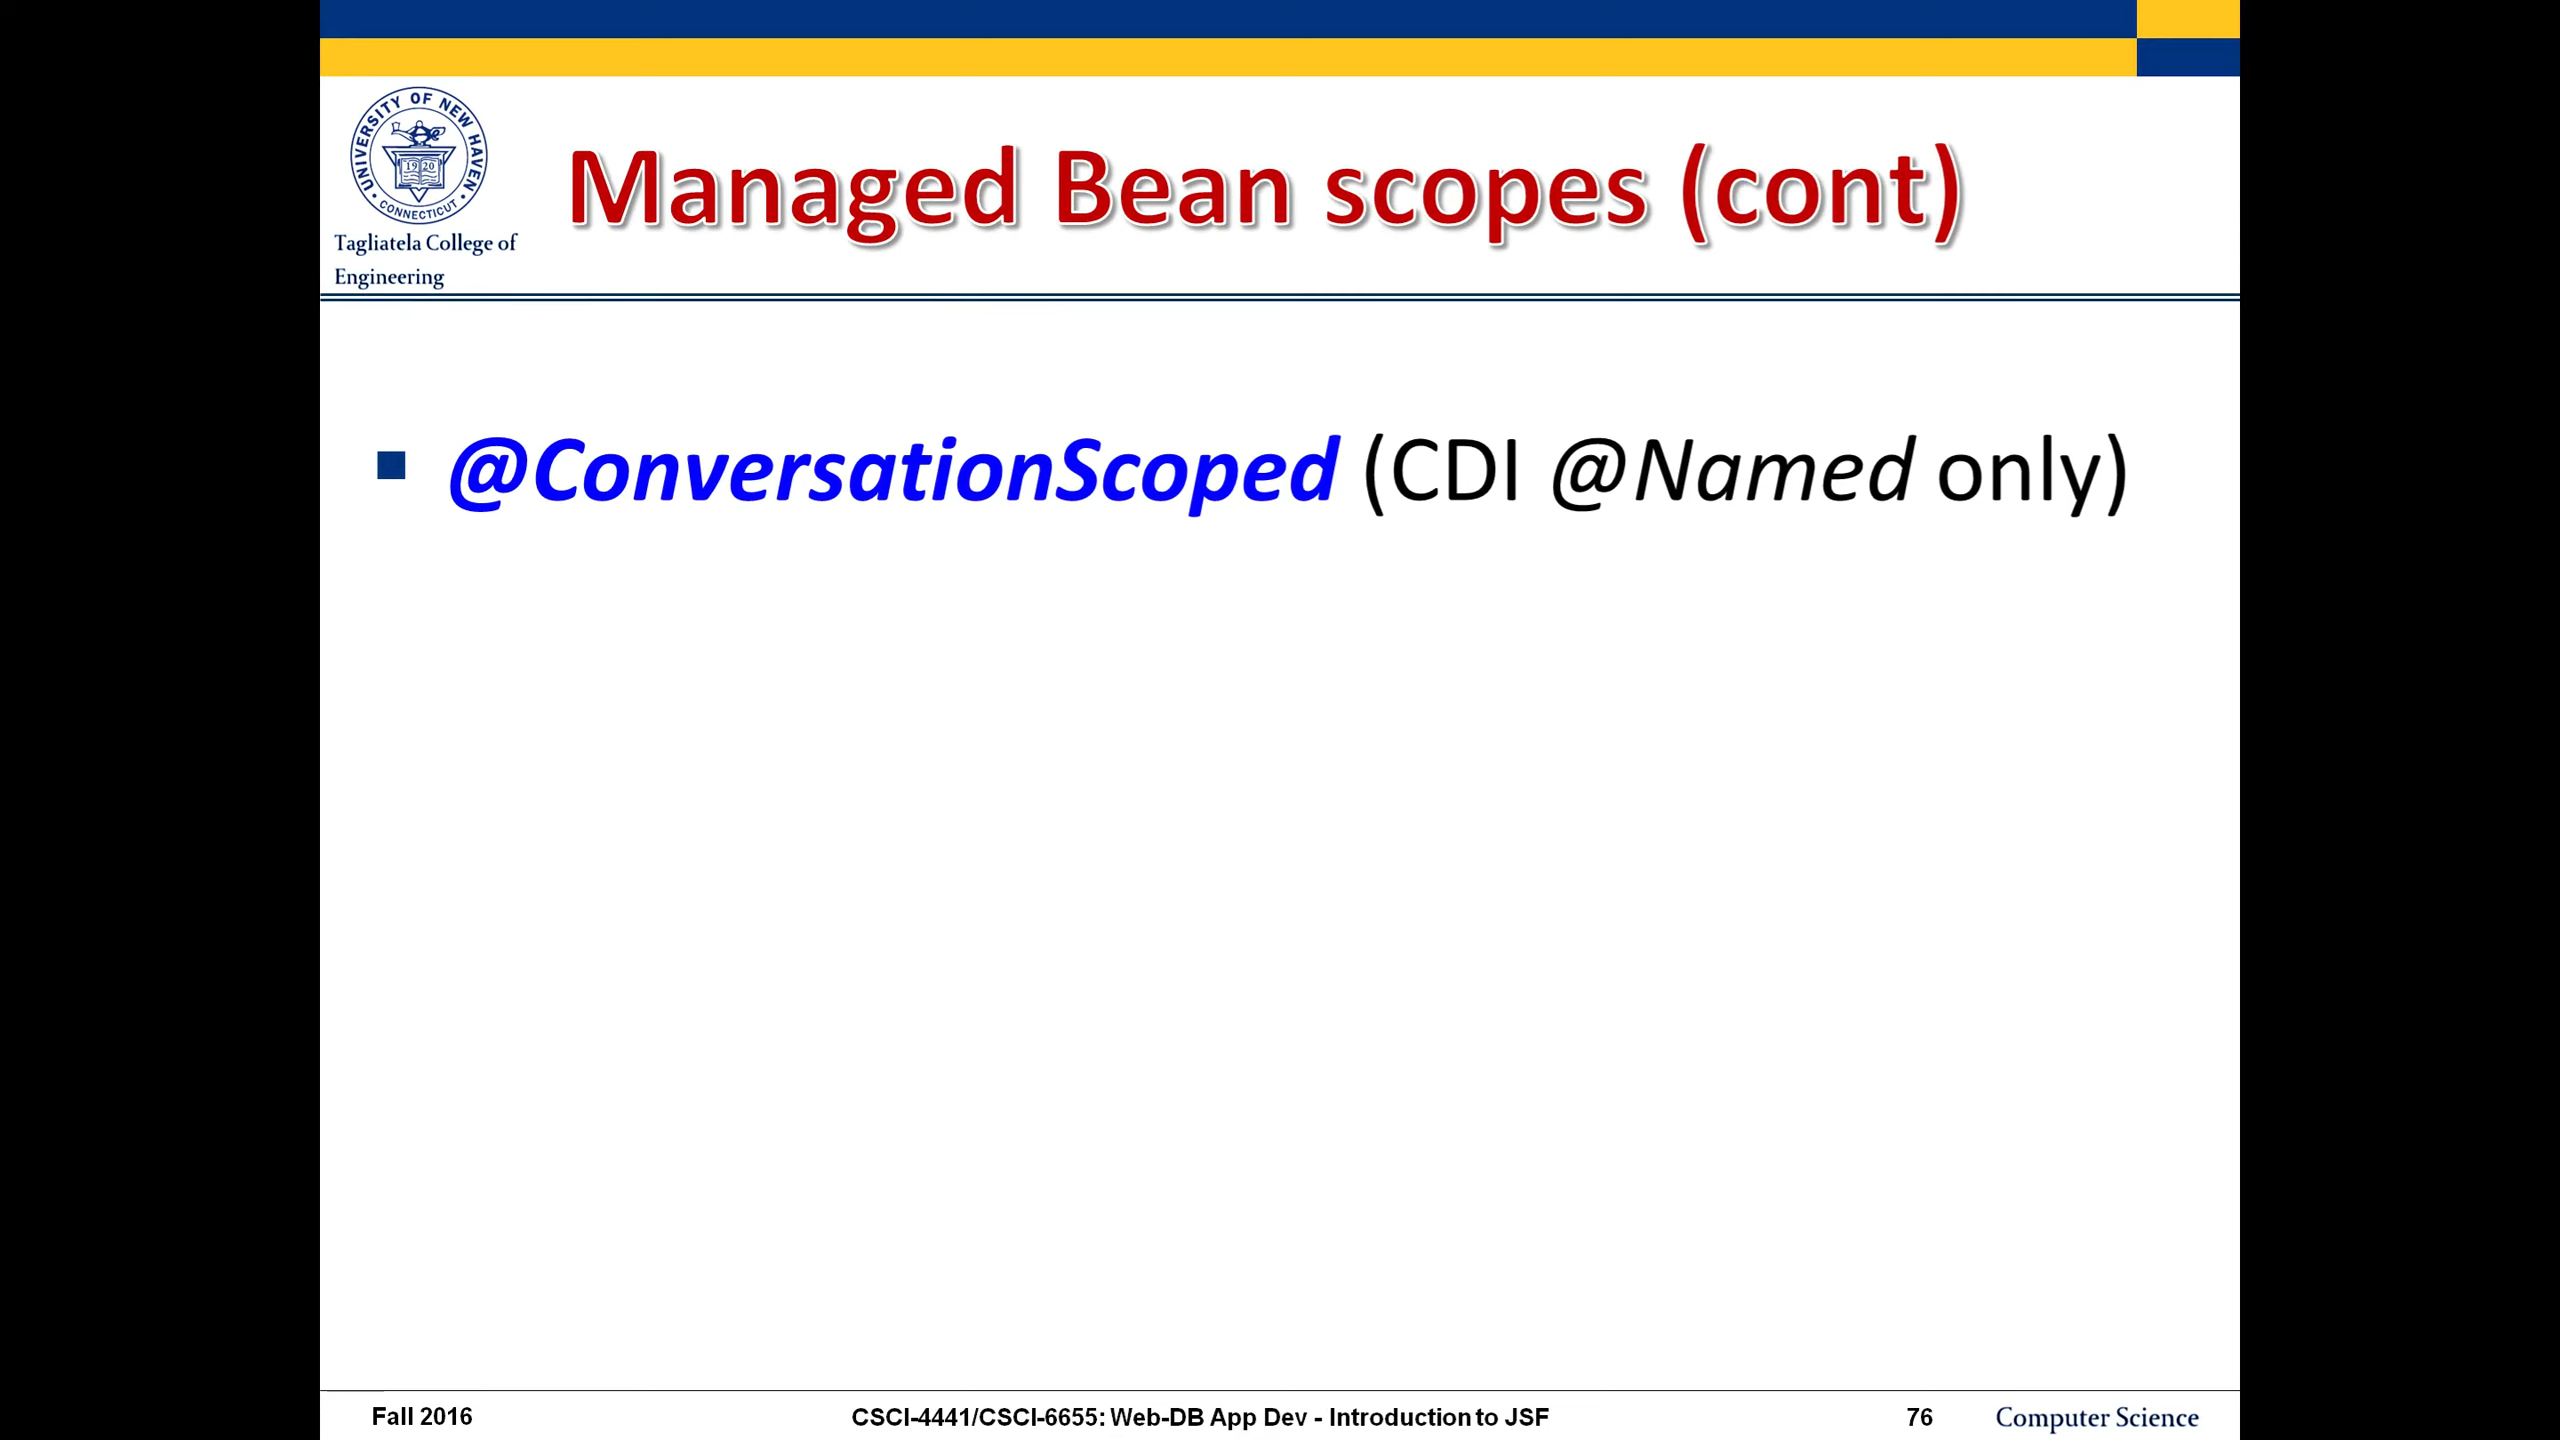 UNIVERSITY OF NEW HAVEN
1920
CONNECTICUT
Tagliatela College of
Engineering
Managed Bean scopes (cont)
@ConversationScoped (CDI @Named only)
Fall 2016
CSCI-4441/CSCI-6655: Web-DB App Dev - Introduction to JSF
76
Computer Science